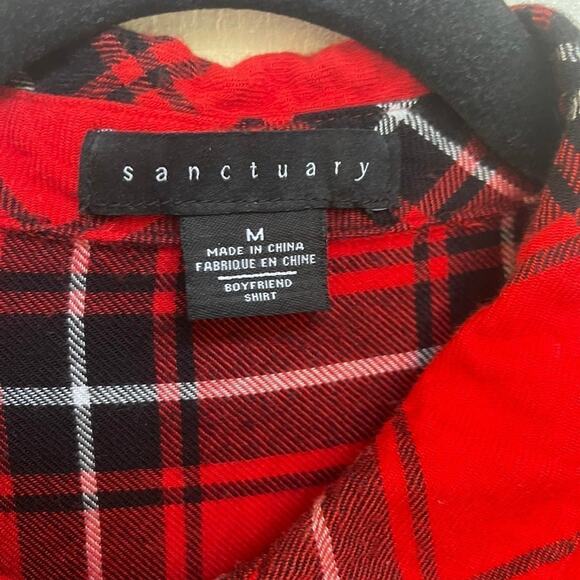 sanctuary
M
MADE IN CHINA
FABRIQUE EN CHINE
BOYFRIEND
SHIRT